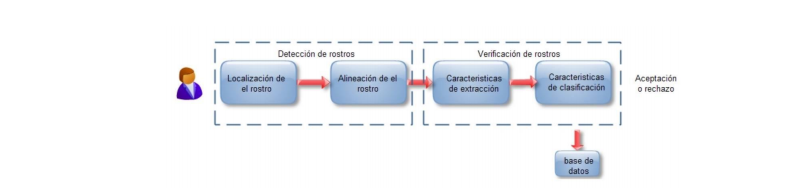 Detección de rostros
Localización de
el rostro
Alineación de el
rostro
Verificación de rostros
Caracteristicas
de extracción
Caracteristicas
de clasificación
Aceptación
o rechazo
base de
datos